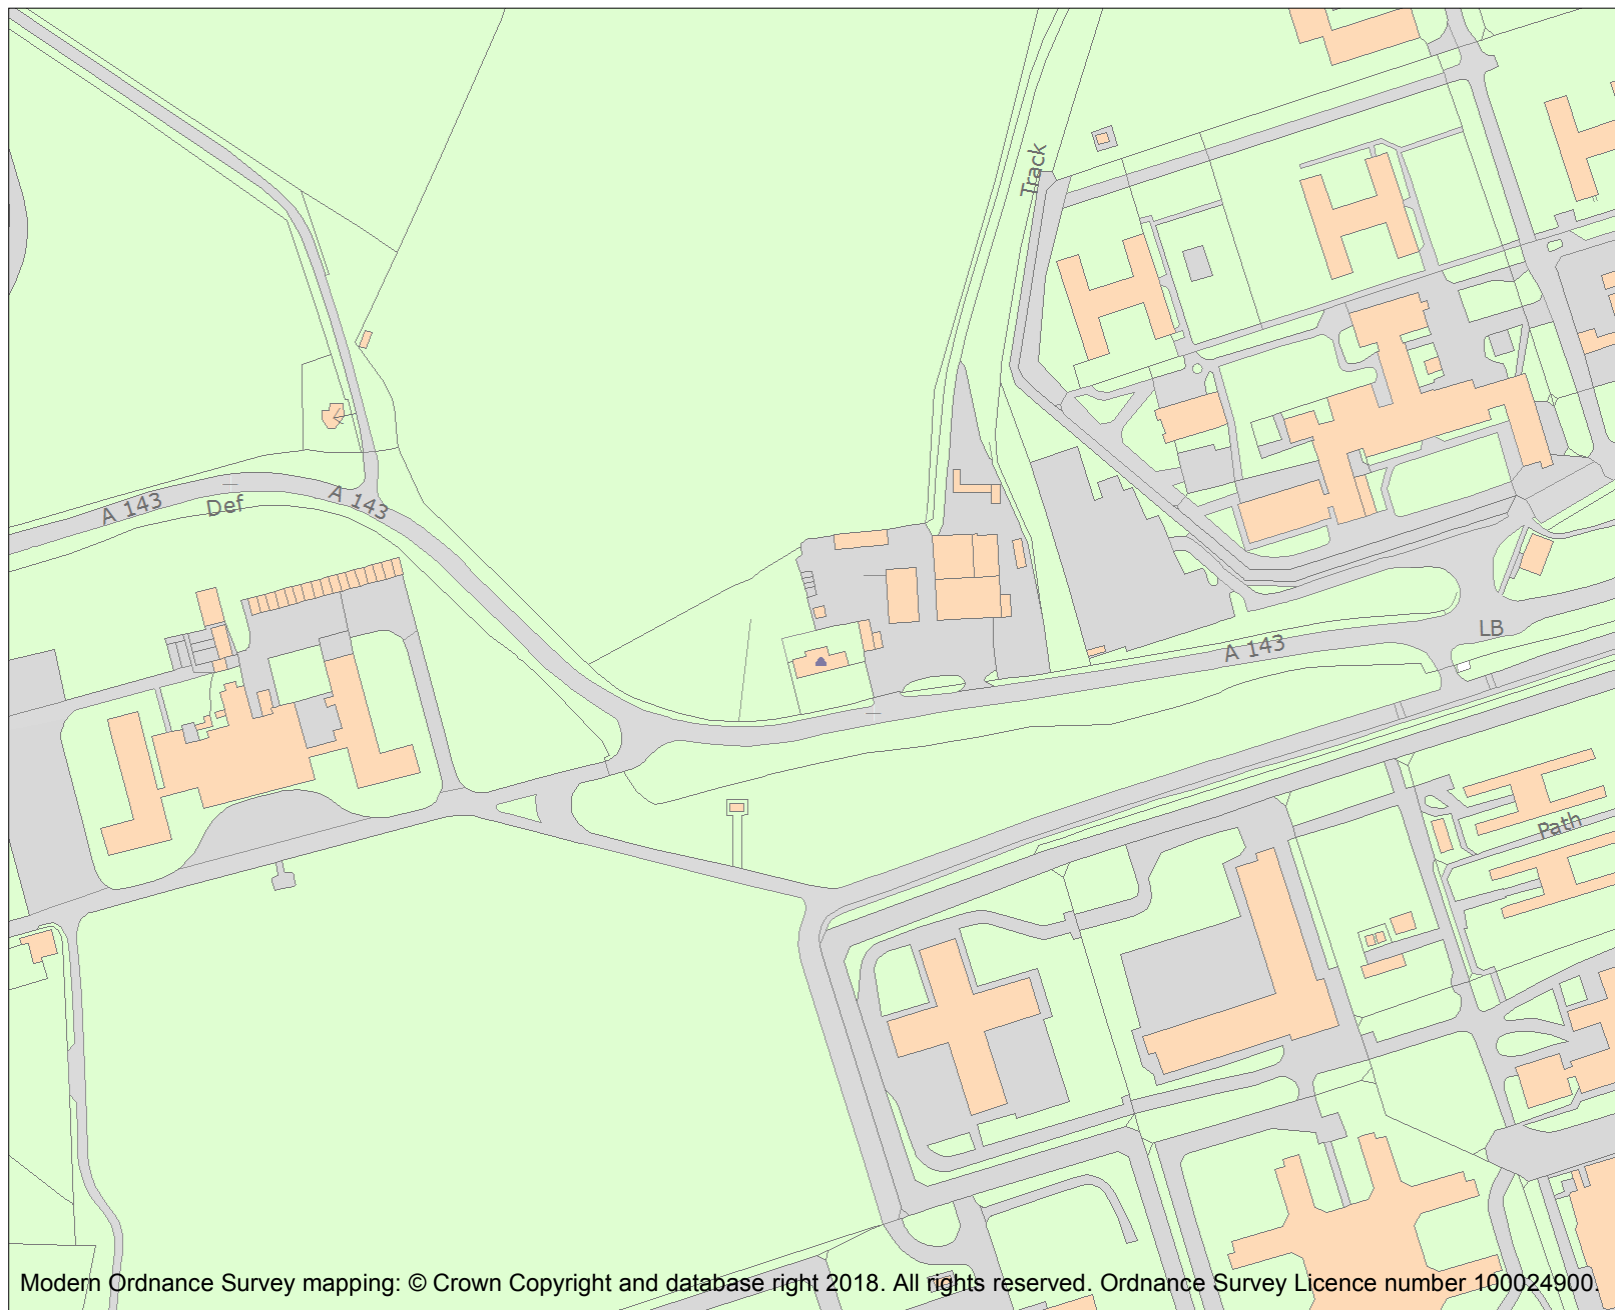 Track
A 143
Def
A 143
LB
A 143
Path
Modern Ordnance Survey mapping: © Crown Copyright and database right 2018. All rights reserved. Ordnance Survey Licence number 100024900.